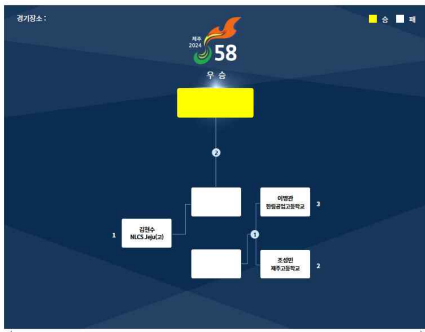 경기장소 :
승 패
제주
2024
58
우 승
2
이병관
한림공업고등학교
3
김현수
NLCS Jeju(고)
1
1
조성민
제주고등학교
2